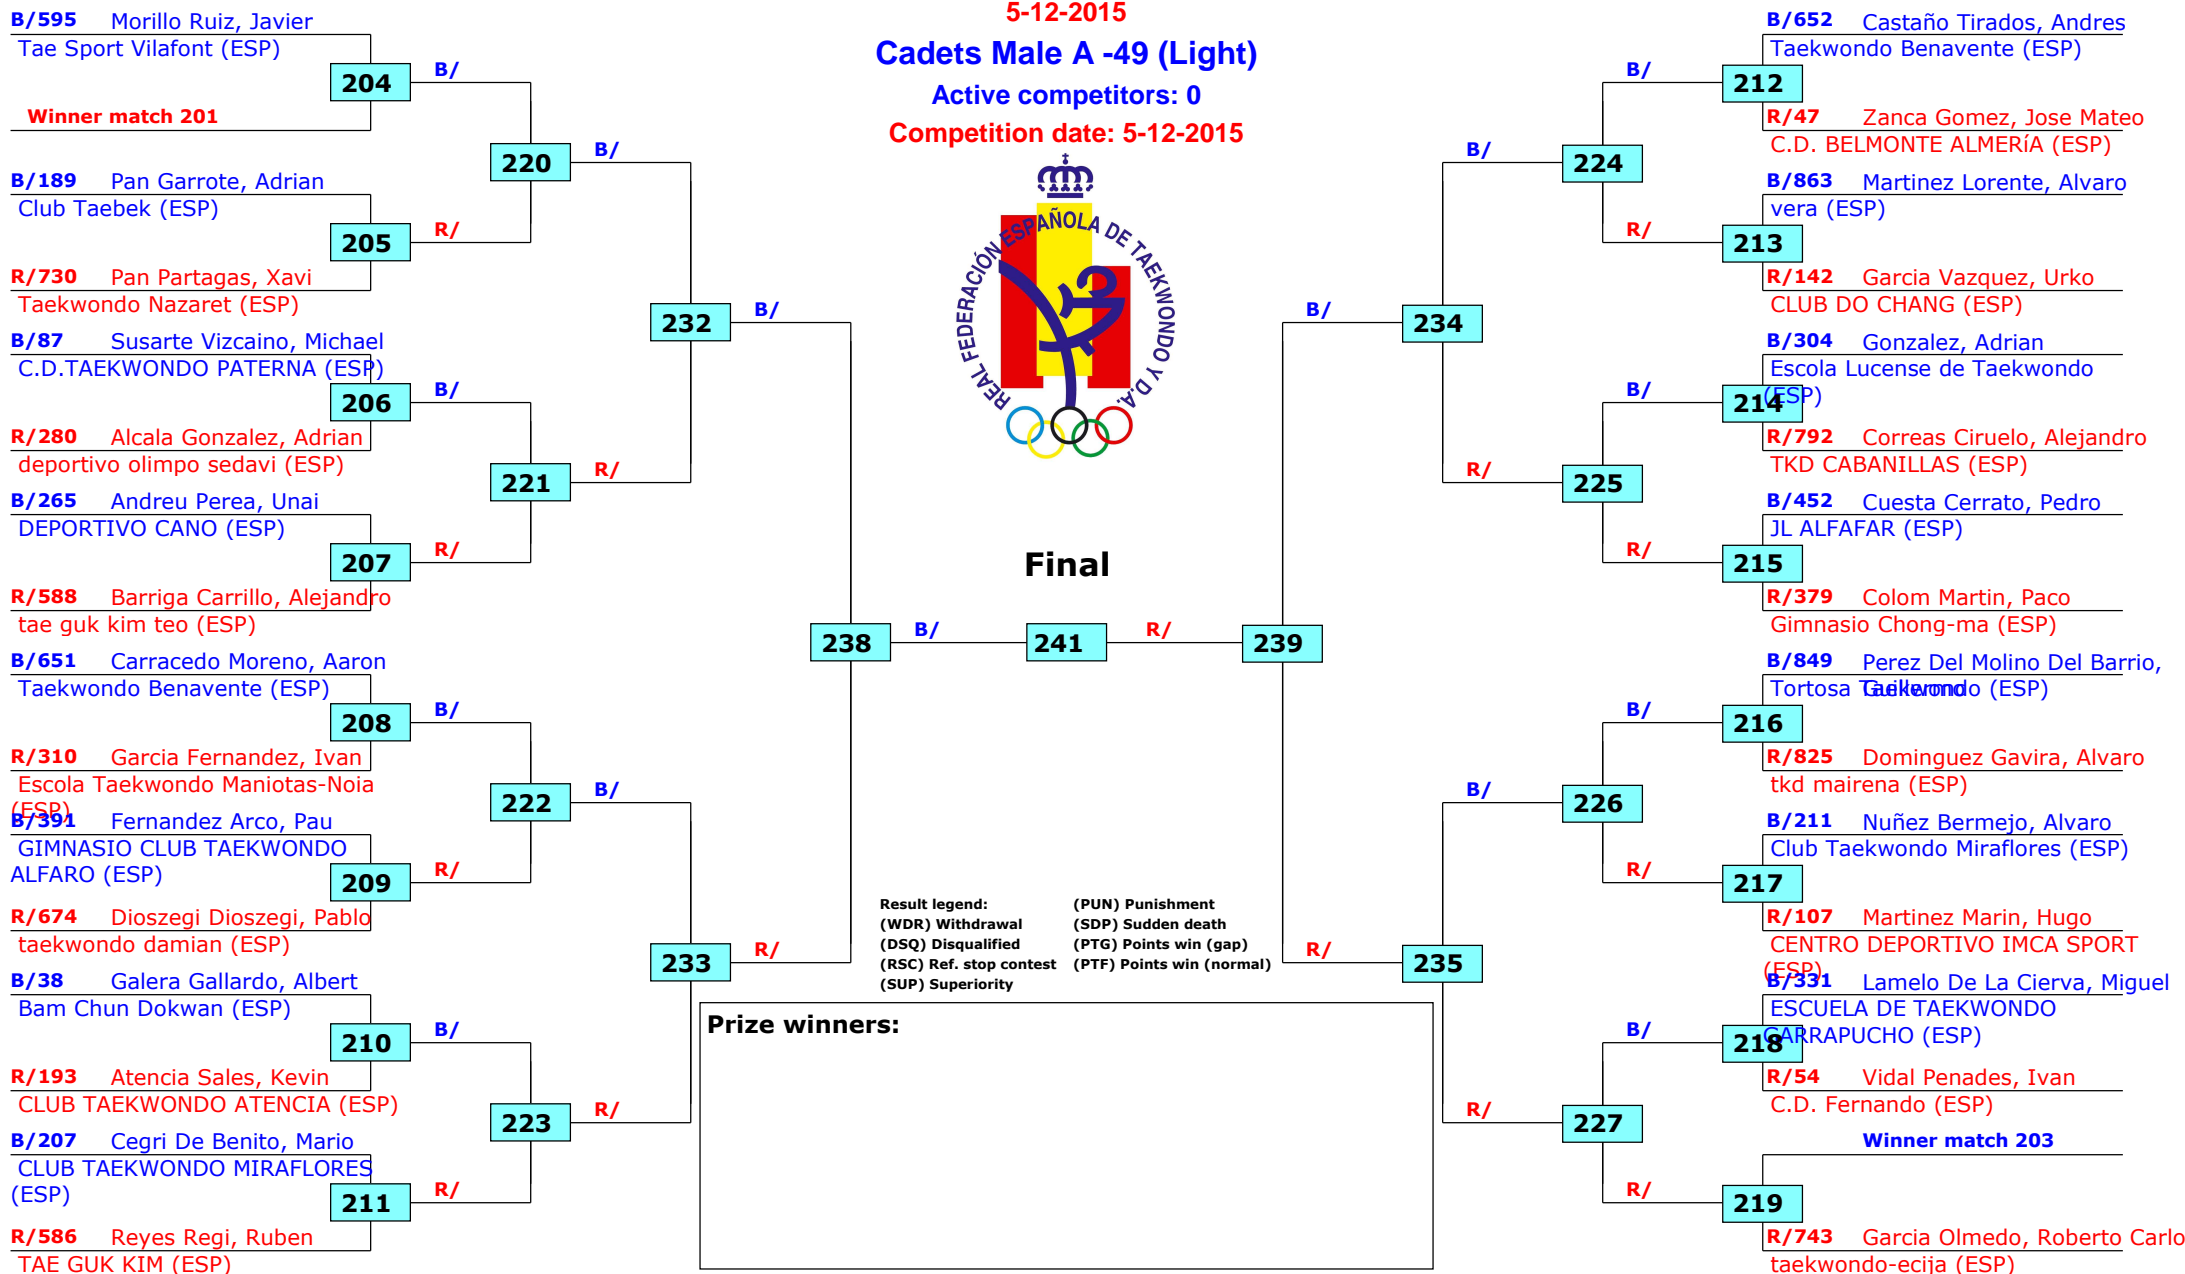 5-12-2015
Cadets Male A -49 (Light)
Active competitors: 0
Competition date: 5-12-2015
REAL FEDERACIÓN ESPAÑOLA DE TAEKWONDO Y D.A.
B/595 Morillo Ruiz, Javier
Tae Sport Vilafont (ESP)
204
Winner match 201
B/189 Pan Garrote, Adrian
Club Taebek (ESP)
205
R/730 Pan Partagas, Xavi
Taekwondo Nazaret (ESP)
B/87 Susarte Vizcaino, Michael
C.D.TAEKWONDO PATERNA (ESP)
206
R/280 Alcala Gonzalez, Adrian
deportivo olimpo sedavi (ESP)
B/265 Andreu Perea, Unai
DEPORTIVO CANO (ESP)
207
R/588 Barriga Carrillo, Alejandro
tae guk kim teo (ESP)
B/651 Carracedo Moreno, Aaron
Taekwondo Benavente (ESP)
208
R/310 Garcia Fernandez, Ivan
Escola Taekwondo Maniotas-Noia
(ESP)
B/391 Fernandez Arco, Pau
GIMNASIO CLUB TAEKWONDO
ALFARO (ESP)
209
R/674 Dioszegi Dioszegi, Pablo
taekwondo damian (ESP)
B/38 Galera Gallardo, Albert
Bam Chun Dokwan (ESP)
210
R/193 Atencia Sales, Kevin
CLUB TAEKWONDO ATENCIA (ESP)
B/207 Cegri De Benito, Mario
CLUB TAEKWONDO MIRAFLORES
(ESP)
211
R/586 Reyes Regi, Ruben
TAE GUK KIM (ESP)
B/
R/
B/
R/
B/
R/
B/
R/
220
221
222
223
B/
R/
B/
R/
232
233
B/
R/
238
B/
Final
241
R/
239
B/
R/
234
235
B/
R/
B/
R/
224
225
226
227
B/
R/
B/
R/
B/
R/
B/
R/
B/652 Castaño Tirados, Andres
Taekwondo Benavente (ESP)
212
R/47 Zanca Gomez, Jose Mateo
C.D. BELMONTE ALMERíA (ESP)
B/863 Martinez Lorente, Alvaro
vera (ESP)
213
R/142 Garcia Vazquez, Urko
CLUB DO CHANG (ESP)
B/304 Gonzalez, Adrian
Escola Lucense de Taekwondo
(ESP)
214
R/792 Correas Ciruelo, Alejandro
TKD CABANILLAS (ESP)
B/452 Cuesta Cerrato, Pedro
JL ALFAFAR (ESP)
215
R/379 Colom Martin, Paco
Gimnasio Chong-ma (ESP)
B/849 Perez Del Molino Del Barrio,
Guillermo
Tortosa Taekwondo (ESP)
216
R/825 Dominguez Gavira, Alvaro
tkd mairena (ESP)
B/211 Nuñez Bermejo, Alvaro
Club Taekwondo Miraflores (ESP)
217
R/107 Martinez Marin, Hugo
CENTRO DEPORTIVO IMCA SPORT
(ESP)
B/331 Lamelo De La Cierva, Miguel
ESCUELA DE TAEKWONDO
GARRAPUCHO (ESP)
218
R/54 Vidal Penades, Ivan
C.D. Fernando (ESP)
Winner match 203
219
R/743 Garcia Olmedo, Roberto Carlo
taekwondo-ecija (ESP)
Result legend:
(WDR) Withdrawal
(DSQ) Disqualified
(RSC) Ref. stop contest
(SUP) Superiority
(PUN) Punishment
(SDP) Sudden death
(PTG) Points win (gap)
(PTF) Points win (normal)
Prize winners: